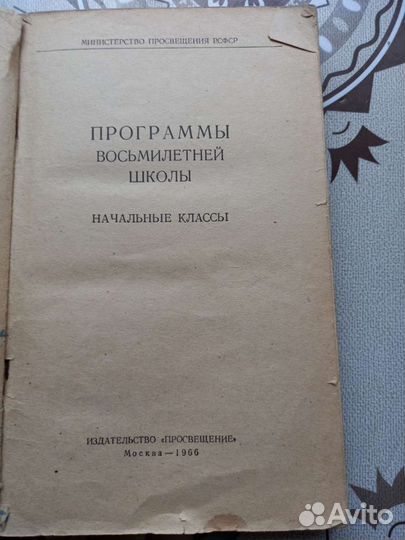 МИНИСТЕРСТВО ПРОСВЕЩЕНИЯ РСФСР
ПРОГРАММЫ
ВОСЬМИЛЕТНЕЙ
ШКОЛЫ
НАЧАЛЬНЫЕ КЛАССЫ
ИЗДАТЕЛЬСТВО «ПРОСВЕЩЕНИЕ»
Москва — 1966
Avito